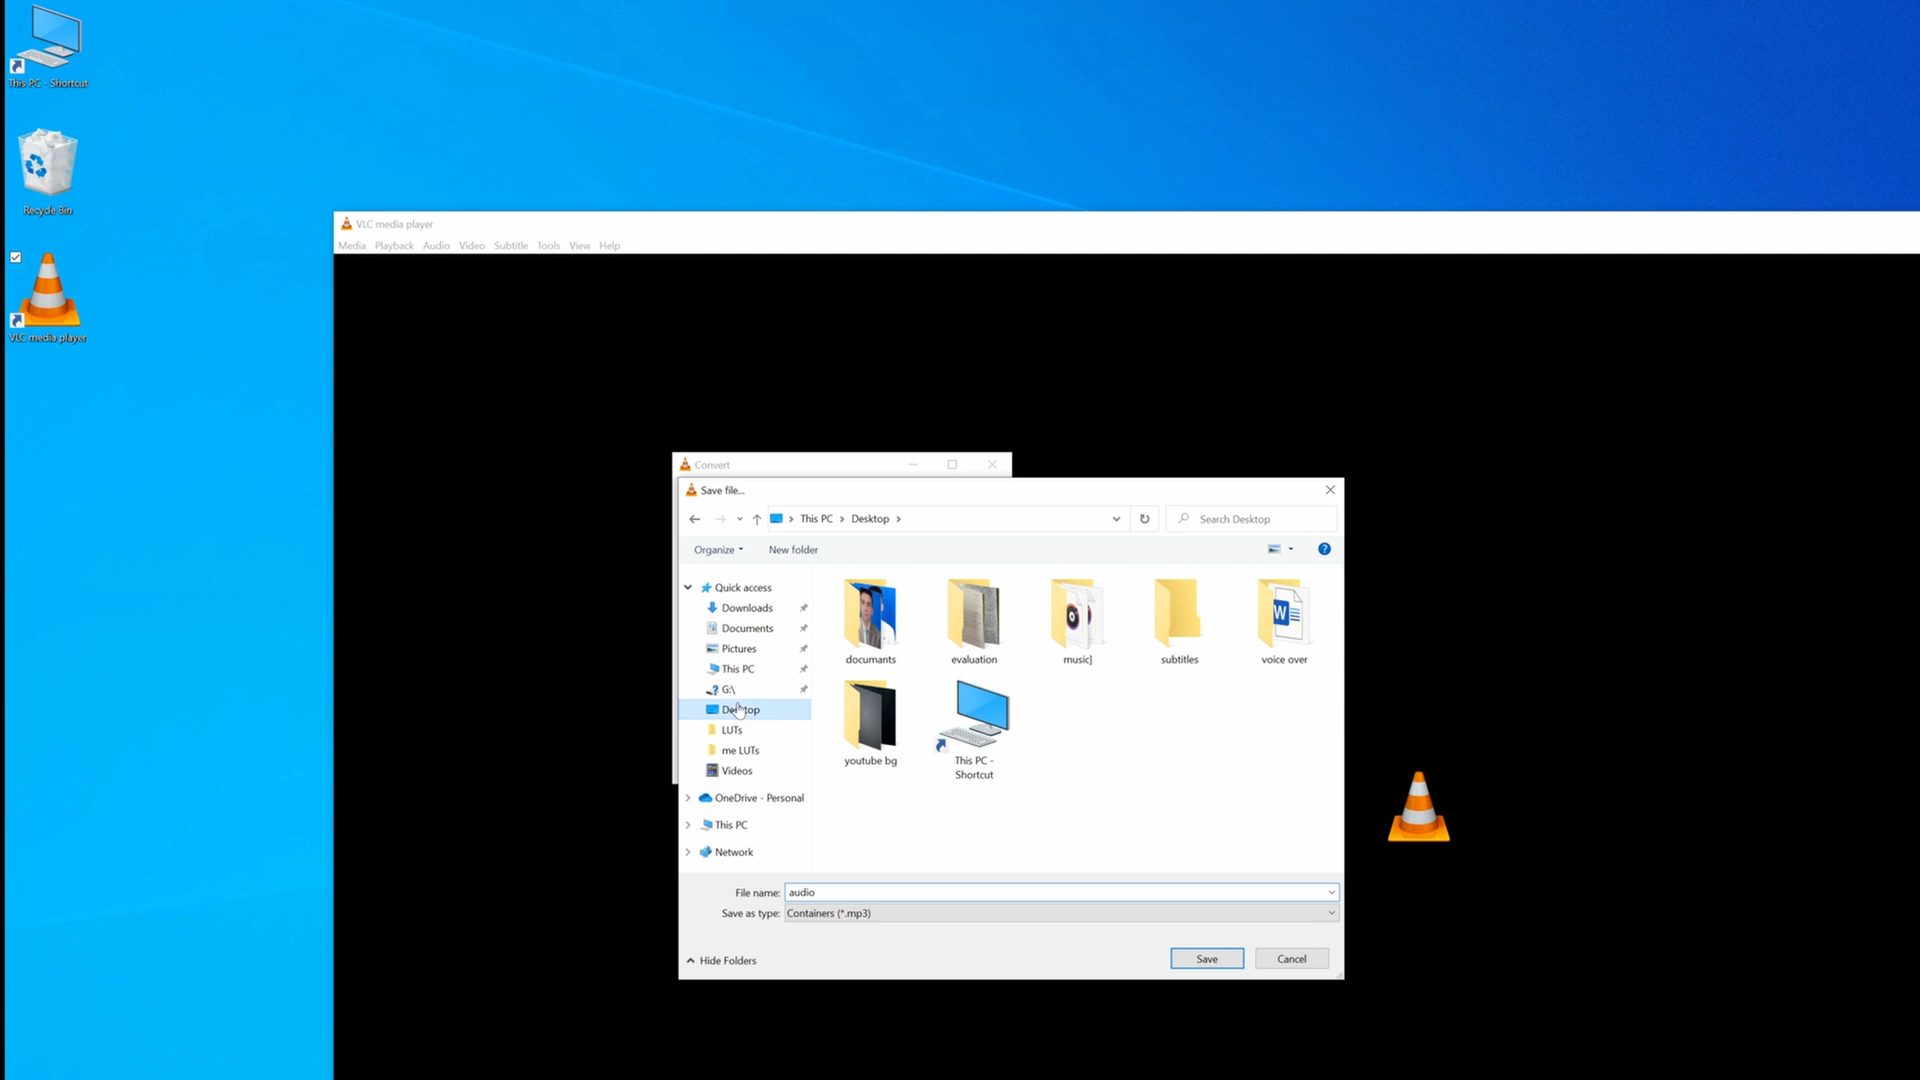 This PC - Shortcut
Recycle Bin
VLC media player
VLC media player
Media Playback Audio Video Subtitle Tools View Help
Convert
Save file...
This PC Desktop
Search Desktop
Organize
New folder
Quick access
Downloads
Documents
Pictures
This PC
G:\
Desktop
LUTs
me LUTs
Videos
OneDrive - Personal
This PC
Network
documants
evaluation
music]
subtitles
voice over
youtube bg
This PC -
Shortcut
File name: audio
Save as type: Containers (*.mp3)
Hide Folders
Save
Cancel